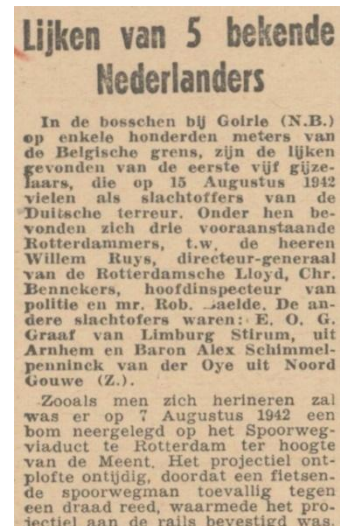 Lijken van 5 bekende
Nederlanders
In de bosschen bij Goirle (N.B.)
op enkele honderden meters van
de Belgische grens, zijn de lijken
gevonden van de eerste vijf gijze-
laars, die op 15 Augustus 1942
vielen als slachtoffers van de
Duitsche terreur. Onder hen be-
vonden zich drie vooraanstaande
Rotterdammers, t.w. de heeren
Willem Ruys, directeur-generaal
van de Rotterdamsche Lloyd, Chr.
Bennekers, hoofdinspecteur van
politie en mr. Rob. De an-
dere slachtofers waren: E. O. G.
Graaf van Limburg Stirum, uit
Arnhem en Baron Alex Schimmel-
penninck van der Oye uit Noord
Gouwe (Z.).
Zooals men zich herineren zal
was er op 7 Augustus 1942 een
bom neergelegd op het Spoorweg-
viaduct te Rotterdam ter hoogte
van de Meent. Het projectiel ont-
plofte ontijdig, doordat een fietsen-
de spoorwegman toevallig tegen
een draad reed, waarmede het pro-
jectiel aan de rails bevestigd was.